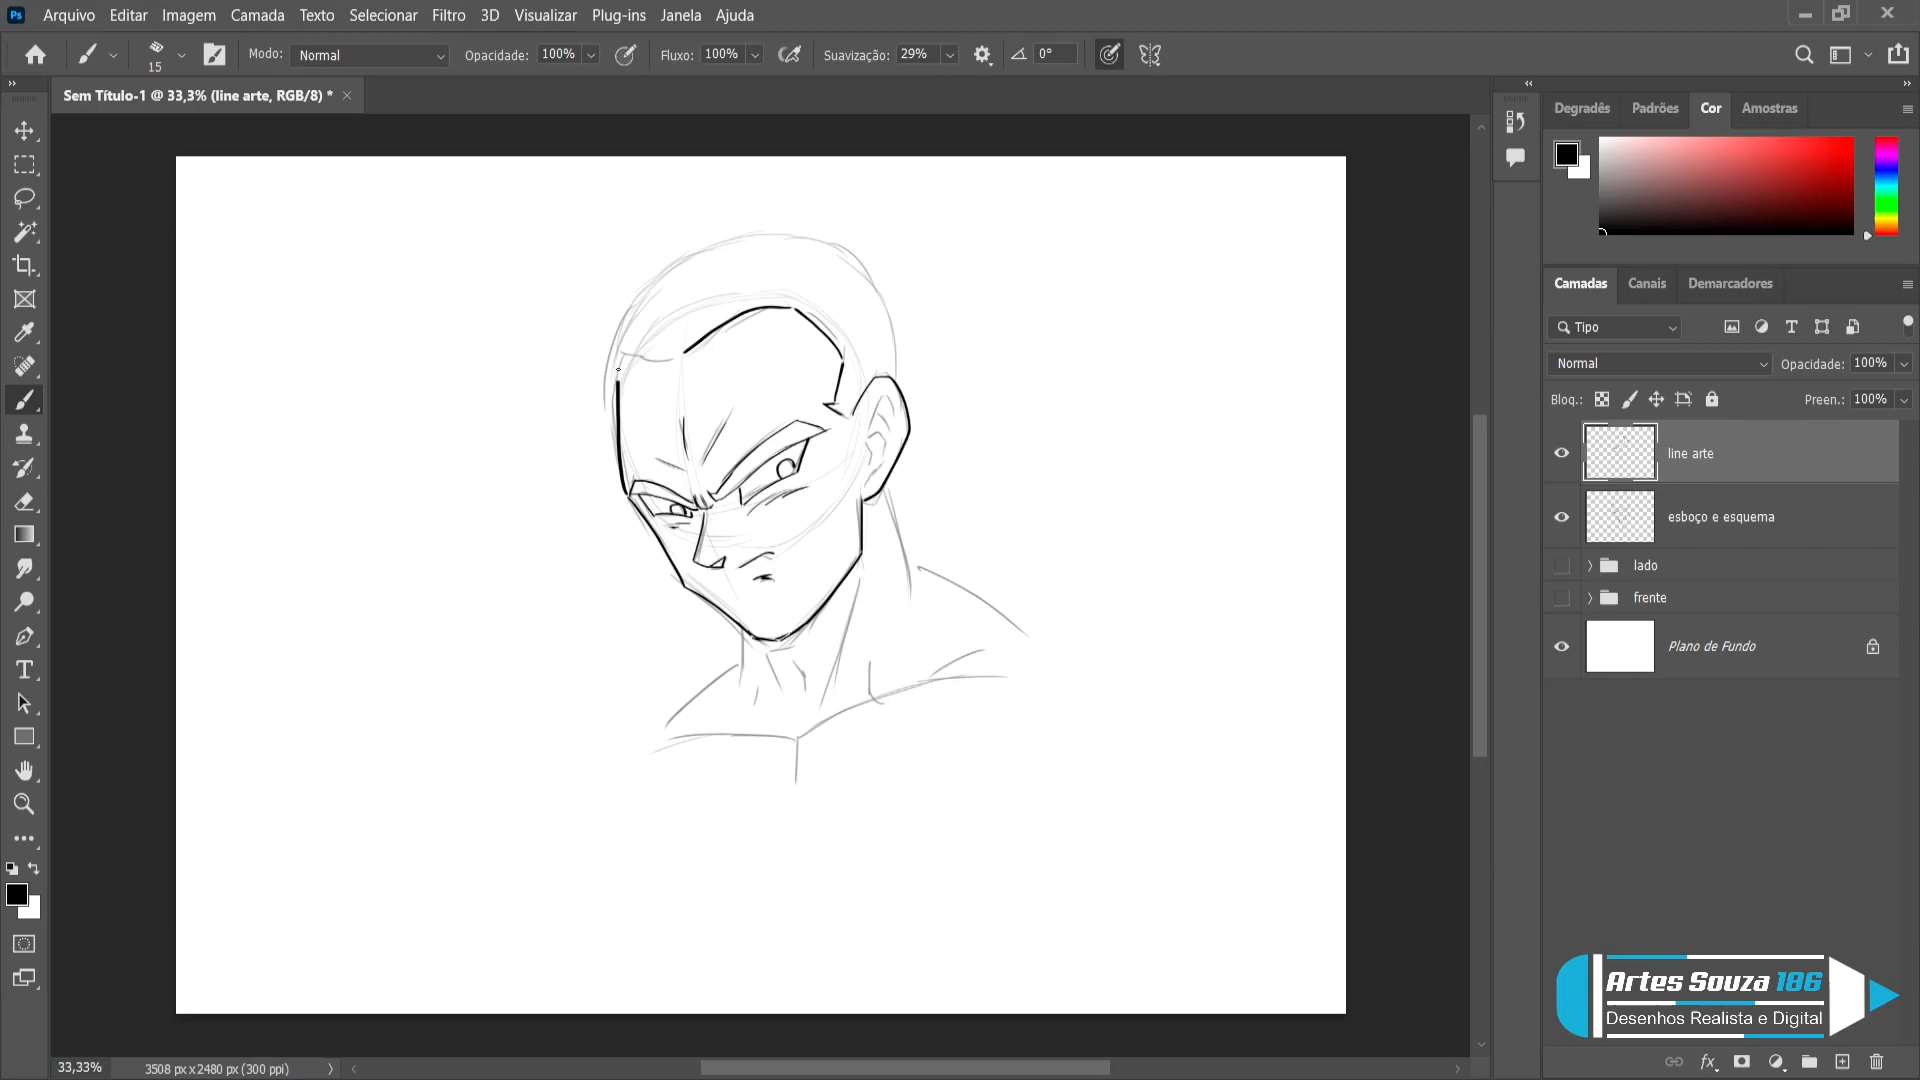 Ps Arquivo Editar Imagem Camada Texto Selecionar Filtro 3D Visualizar Plug-ins Janela Ajuda
15 Modo: Normal Opacidade: 100% Fluxo: 100% Suavização: 29% 0°
Sem Título-1 @ 33,3% (line arte, RGB/8) *
Degradês Padrões Cor Amostras
Camadas Canais Demarcadores
Tipo
Normal Opacidade: 100%
Bloq.: Preen.: 100%
line arte
esboço e esquema
lado
frente
Plano de Fundo
Artes Souza 186
Desenhos Realista e Digital
33,33% 3508 px x 2480 px (300 ppi)
fx